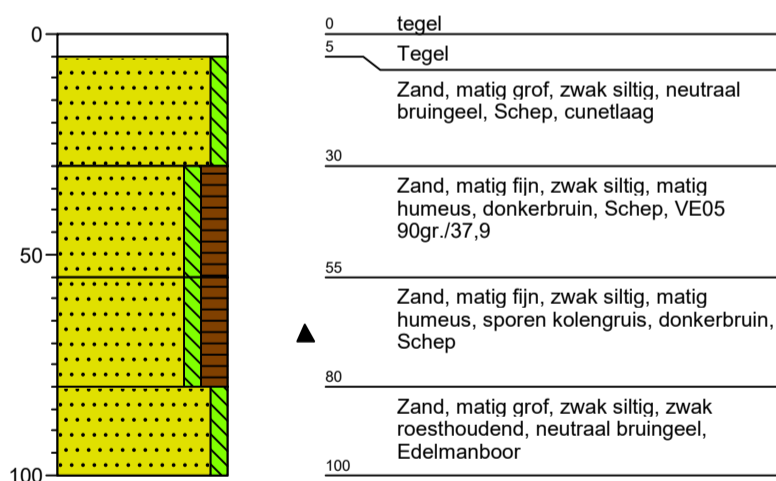 0
50
100
0 tegel
5 Tegel
Zand, matig grof, zwak siltig, neutraal
bruingeel, Schep, cunetlaag
30
Zand, matig fijn, zwak siltig, matig
humeus, donkerbruin, Schep, VE05
90gr./37,9
55
Zand, matig fijn, zwak siltig, matig
humeus, sporen kolengruis, donkerbruin,
Schep
80
Zand, matig grof, zwak siltig, zwak
roesthoudend, neutraal bruingeel,
Edelmanboor
100